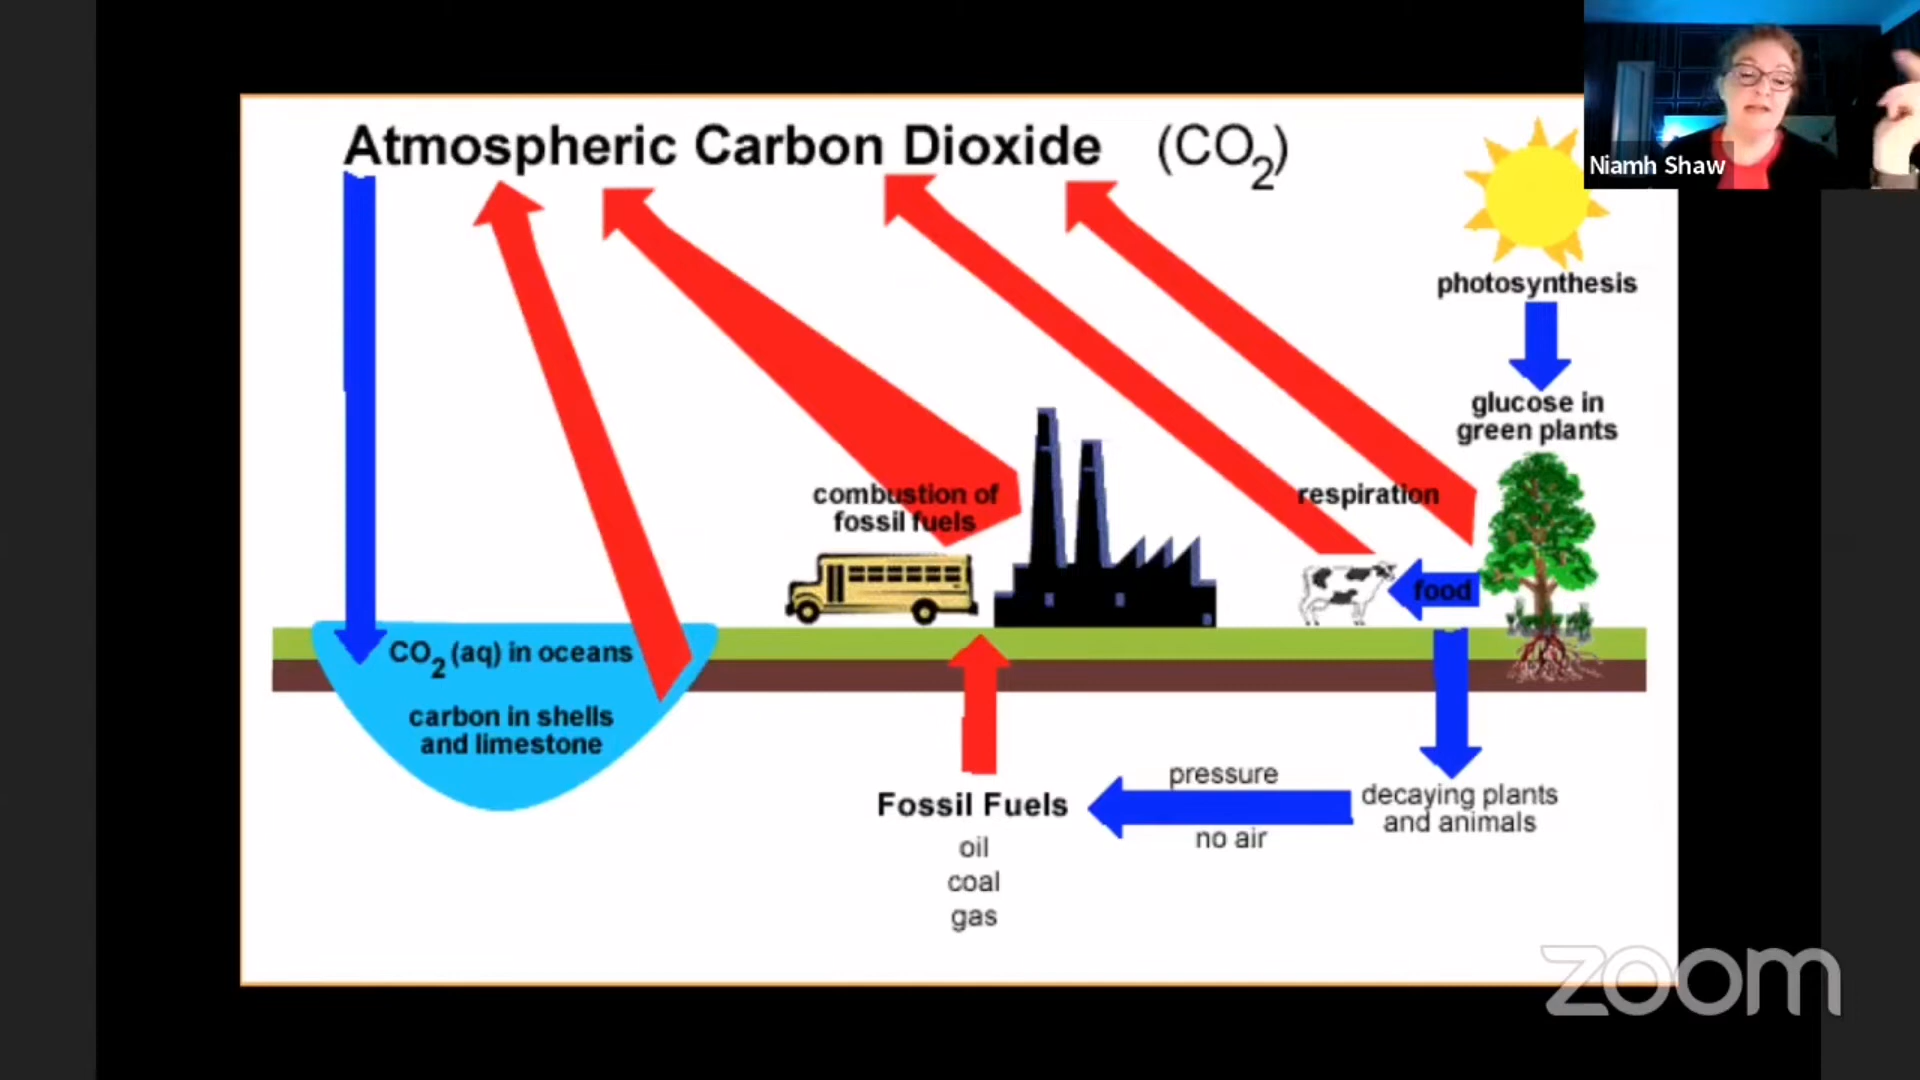 Atmospheric Carbon Dioxide (CO₂)
Niamh Shaw
photosynthesis
glucose in
green plants
combustion of
fossil fuels
respiration
food
CO₂ (aq) in oceans
carbon in shells
and limestone
pressure
no air
decaying plants
and animals
Fossil Fuels
oil
coal
gas
zoom